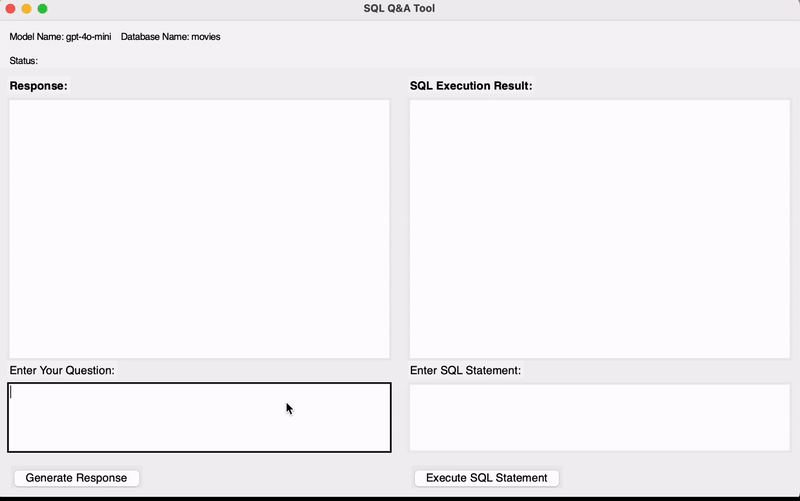 SQL Q&A Tool
Model Name: gpt-4o-mini Database Name: movies
Status:
Response:
SQL Execution Result:
Enter Your Question:
Enter SQL Statement:
Generate Response
Execute SQL Statement